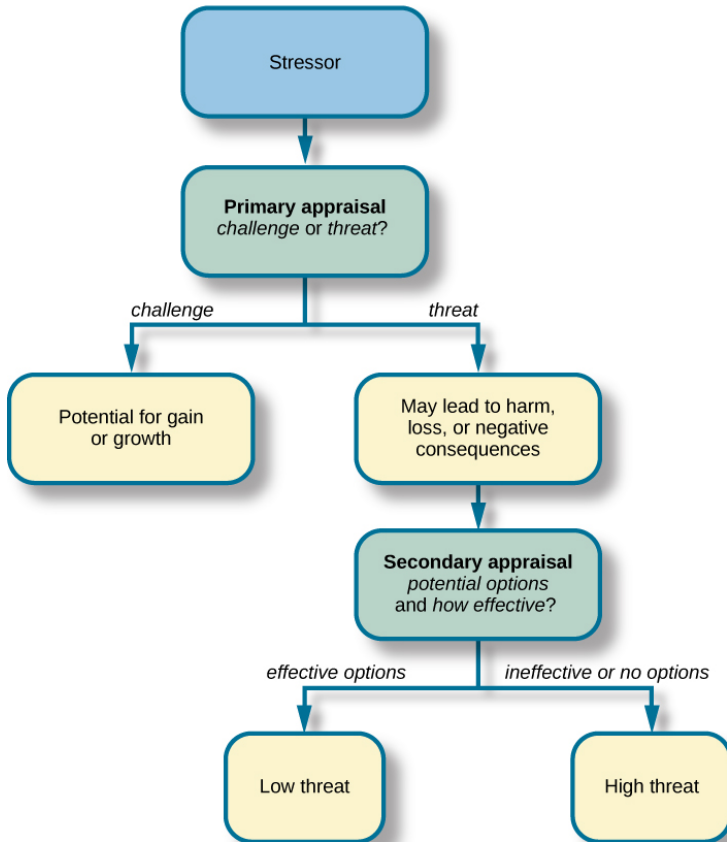 Stressor
Primary appraisal
challenge or threat?
challenge
threat
Potential for gain
or growth
May lead to harm,
loss, or negative
consequences
Secondary appraisal
potential options
and how effective?
effective options
ineffective or no options
Low threat
High threat